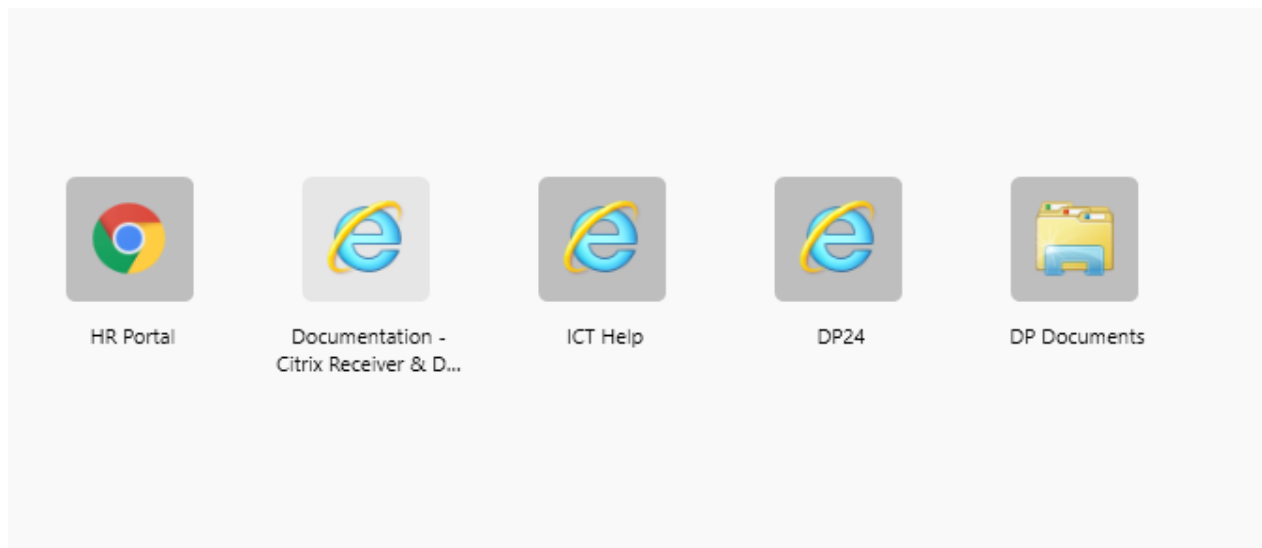 HR Portal
Documentation -
Citrix Receiver & D...
ICT Help
DP24
DP Documents